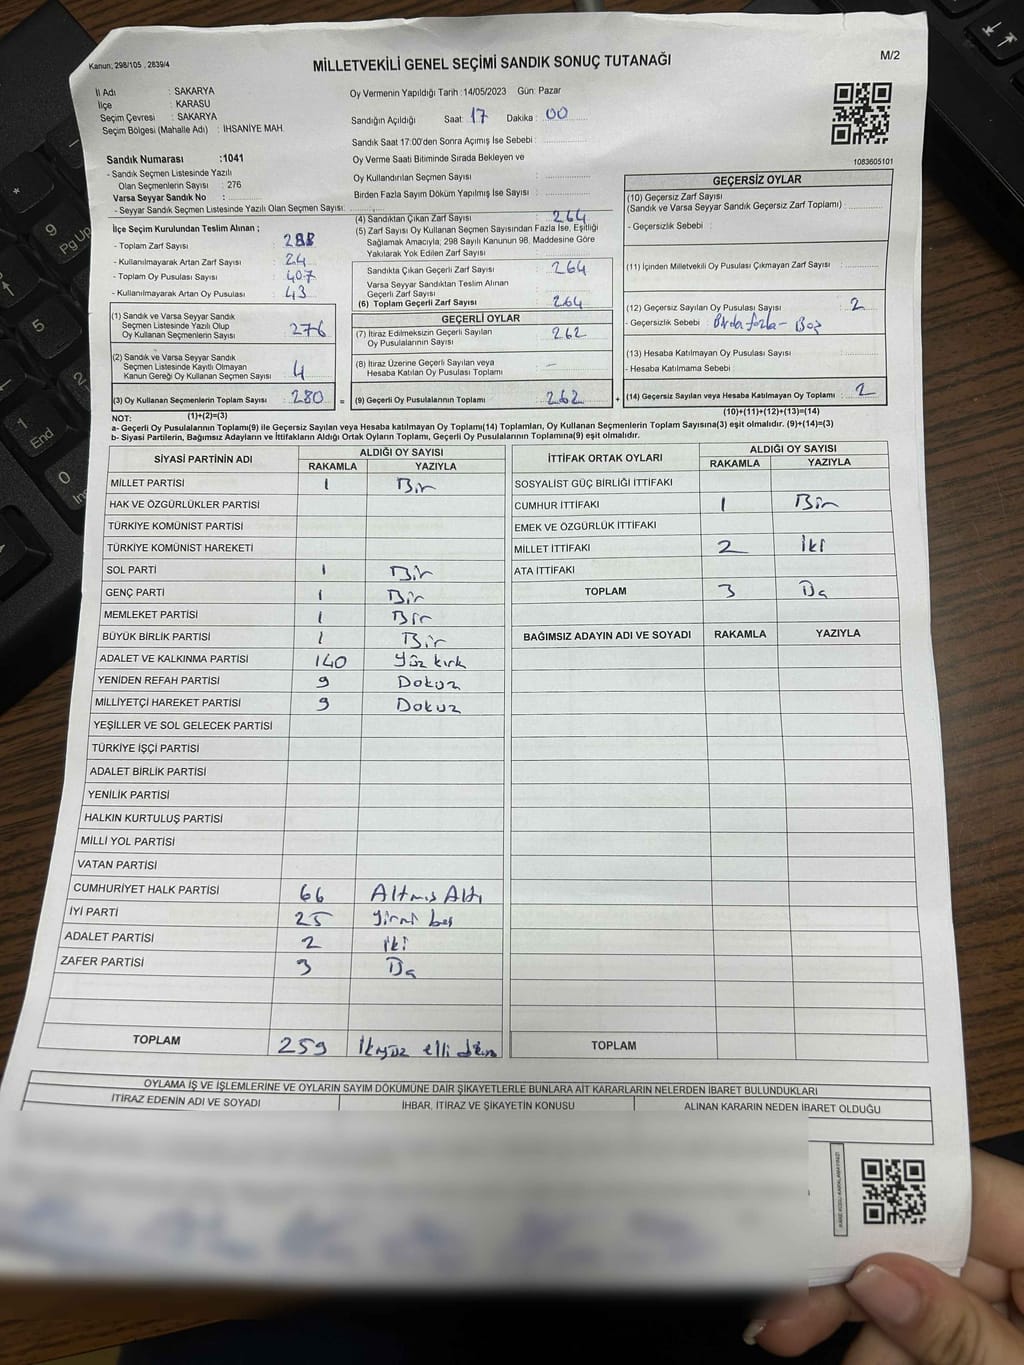 Kanun: 298/105 , 2839/4
MİLLETVEKİLİ GENEL SEÇİMİ SANDIK SONUÇ TUTANAĞI
M/2
İl Adı : SAKARYA
İlçe : KARASU
Seçim Çevresi : SAKARYA
Seçim Bölgesi (Mahalle Adı) : İHSANİYE MAH.
Oy Vermenin Yapıldığı Tarih :14/05/2023 Gün: Pazar
Sandığın Açıldığı Saat: 17 Dakika : 00
Sandık Saat 17:00'den Sonra Açımış İse Sebebi :
Oy Verme Saati Bitiminde Sırada Bekleyen ve
Oy Kullandırılan Seçmen Sayısı :
Birden Fazla Sayım Döküm Yapılmış İse Sayısı :
1083605101
Sandık Numarası :1041
- Sandık Seçmen Listesinde Yazılı
Olan Seçmenlerin Sayısı : 276
Varsa Seyyar Sandık No :
- Seyyar Sandık Seçmen Listesinde Yazılı Olan Seçmen Sayısı:
İlçe Seçim Kurulundan Teslim Alınan ;
- Toplam Zarf Sayısı : 288
- Kullanılmayarak Artan Zarf Sayısı : 24
- Toplam Oy Pusulası Sayısı : 407
- Kullanılmayarak Artan Oy Pusulası : 43
(1) Sandık ve Varsa Seyyar Sandık
Seçmen Listesinde Yazılı Olup
Oy Kullanan Seçmenlerin Sayısı : 276
(2) Sandık ve Varsa Seyyar Sandık
Seçmen Listesinde Kayıtlı Olmayan
Kanun Gereği Oy Kullanan Seçmen Sayısı : 4
(3) Oy Kullanan Seçmenlerin Toplam Sayısı : 280 =
(4) Sandıktan Çıkan Zarf Sayısı : 264
(5) Zarf Sayısı Oy Kullanan Seçmen Sayısından Fazla İse, Eşitliği
Sağlamak Amacıyla, 298 Sayılı Kanunun 98. Maddesine Göre
Yakılarak Yok Edilen Zarf Sayısı :
Sandıkta Çıkan Geçerli Zarf Sayısı : 264
Varsa Seyyar Sandıktan Teslim Alınan
Geçerli Zarf Sayısı :
(6) Toplam Geçerli Zarf Sayısı : 264
GEÇERLİ OYLAR
(7) İtiraz Edilmeksizin Geçerli Sayılan
Oy Pusulalarının Sayısı : 262
(8) İtiraz Üzerine Geçerli Sayılan veya
Hesaba Katılan Oy Pusulası Toplamı : -
(9) Geçerli Oy Pusulalarının Toplamı : 262 +
GEÇERSİZ OYLAR
(10) Geçersiz Zarf Sayısı
(Sandık ve Varsa Seyyar Sandık Geçersiz Zarf Toplamı) :
- Geçersizlik Sebebi :
(11) İçinden Milletvekili Oy Pusulası Çıkmayan Zarf Sayısı :
(12) Geçersiz Sayılan Oy Pusulası Sayısı : 2
- Geçersizlik Sebebi : Birden fazla - Boş
(13) Hesaba Katılmayan Oy Pusulası Sayısı :
- Hesaba Katılmama Sebebi :
(14) Geçersiz Sayılan veya Hesaba Katılmayan Oy Toplamı : 2
NOT: (1)+(2)=(3) (10)+(11)+(12)+(13)=(14)
a- Geçerli Oy Pusulalarının Toplamı(9) ile Geçersiz Sayılan veya Hesaba katılmayan Oy Toplamı(14) Toplamları, Oy Kullanan Seçmenlerin Toplam Sayısına(3) eşit olmalıdır. (9)+(14)=(3)
b- Siyasi Partilerin, Bağımsız Adayların ve İttifakların Aldığı Ortak Oyların Toplamı, Geçerli Oy Pusulalarının Toplamına(9) eşit olmalıdır.
SİYASİ PARTİNİN ADI ALDIĞI OY SAYISI
RAKAMLA YAZIYLA
MİLLET PARTİSİ 1 Bir
HAK VE ÖZGÜRLÜKLER PARTİSİ
TÜRKİYE KOMÜNİST PARTİSİ
TÜRKİYE KOMÜNİST HAREKETİ
SOL PARTİ 1 Bir
GENÇ PARTİ 1 Bir
MEMLEKET PARTİSİ 1 Bir
BÜYÜK BİRLİK PARTİSİ 1 Bir
ADALET VE KALKINMA PARTİSİ 140 Yüz kırk
YENİDEN REFAH PARTİSİ 9 Dokuz
MİLLİYETÇİ HAREKET PARTİSİ 9 Dokuz
YEŞİLLER VE SOL GELECEK PARTİSİ
TÜRKİYE İŞÇİ PARTİSİ
ADALET BİRLİK PARTİSİ
YENİLİK PARTİSİ
HALKIN KURTULUŞ PARTİSİ
MİLLİ YOL PARTİSİ
VATAN PARTİSİ
CUMHURİYET HALK PARTİSİ 66 Altmış Altı
İYİ PARTİ 25 Yirmi beş
ADALET PARTİSİ 2 iki
ZAFER PARTİSİ 3 Üç
TOPLAM 259 İkiyüz elli dokuz
İTTİFAK ORTAK OYLARI ALDIĞI OY SAYISI
RAKAMLA YAZIYLA
SOSYALİST GÜÇ BİRLİĞİ İTTİFAKI
CUMHUR İTTİFAKI 1 Bir
EMEK VE ÖZGÜRLÜK İTTİFAKI
MİLLET İTTİFAKI 2 İki
ATA İTTİFAKI
TOPLAM 3 Üç
BAĞIMSIZ ADAYIN ADI VE SOYADI RAKAMLA YAZIYLA
TOPLAM
OYLAMA İŞ VE İŞLEMLERİNE VE OYLARIN SAYIM DÖKÜMÜNE DAİR ŞİKAYETLERLE BUNLARA AİT KARARLARIN NELERDEN İBARET BULUNDUKLARI
İTİRAZ EDENİN ADI VE SOYADI İHBAR, İTİRAZ VE ŞİKAYETİN KONUSU ALINAN KARARIN NEDEN İBARET OLDUĞU
9
Pg Up
5
2
1
End
0